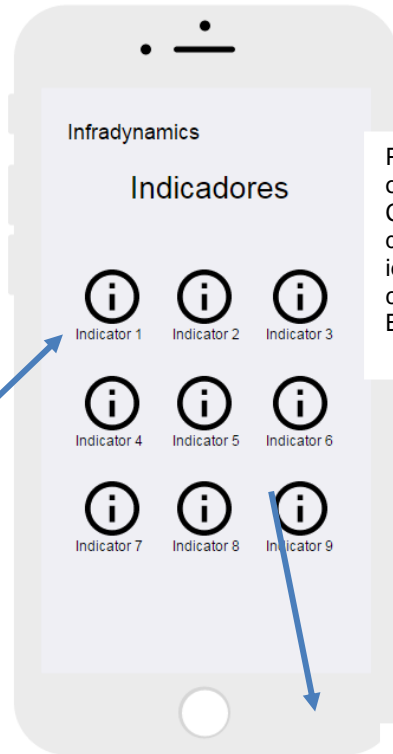 Infradynamics
Indicadores
Indicator 1 Indicator 2 Indicator 3
Indicator 4 Indicator 5 Indicator 6
Indicator 7 Indicator 8 Indicator 9